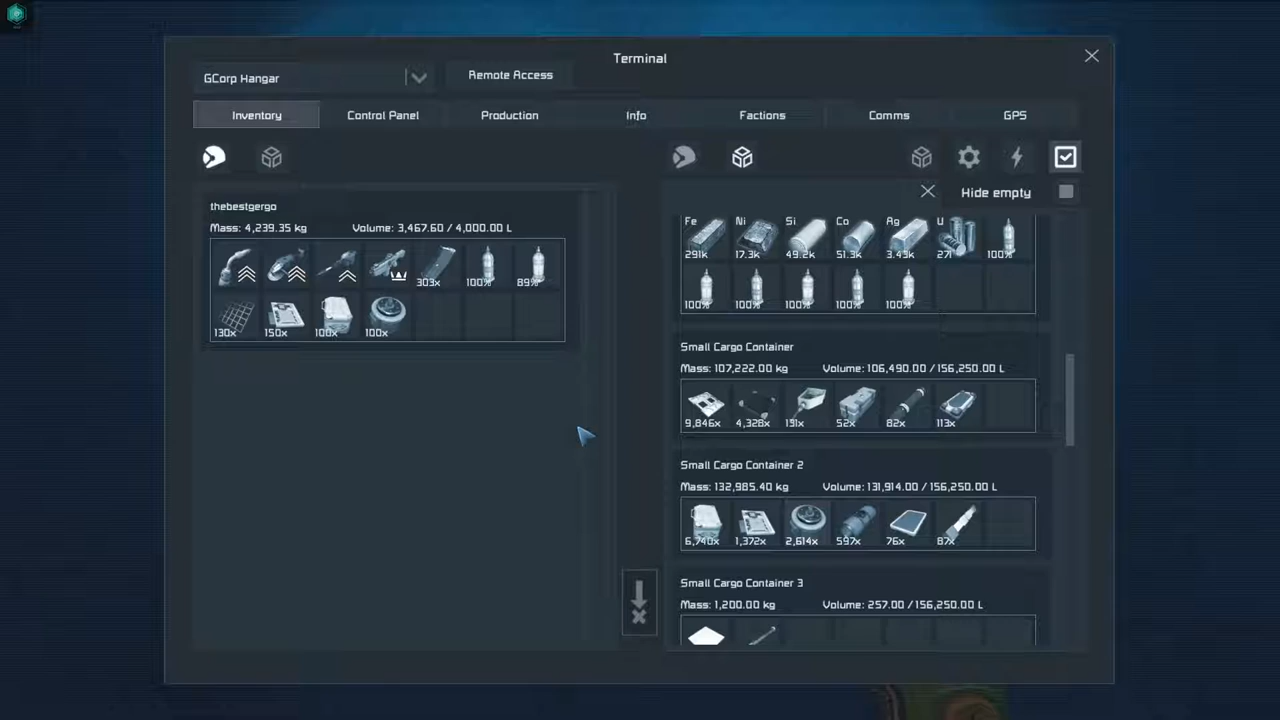 Terminal
GCorp Hangar
Remote Access
Inventory
Control Panel
Production
Info
Factions
Comms
GPS
Hide empty
thebestgergo
Mass: 4,239.35 kg Volume: 3,467.60 / 4,000.00 L
303x 100% 89%
130x 150x 100x 100x
Fe Ni Si Co Ag U
291k 17.3k 49.2k 51.3k 3.43k 271 100%
100% 100% 100% 100% 100%
Small Cargo Container
Mass: 107,222.00 kg Volume: 106,490.00 / 156,250.00 L
9,846x 4,328x 131x 52x 82x 113x
Small Cargo Container 2
Mass: 132,985.40 kg Volume: 131,914.00 / 156,250.00 L
6,740x 1,372x 2,614x 597x 76x 87x
Small Cargo Container 3
Mass: 1,200.00 kg Volume: 257.00 / 156,250.00 L